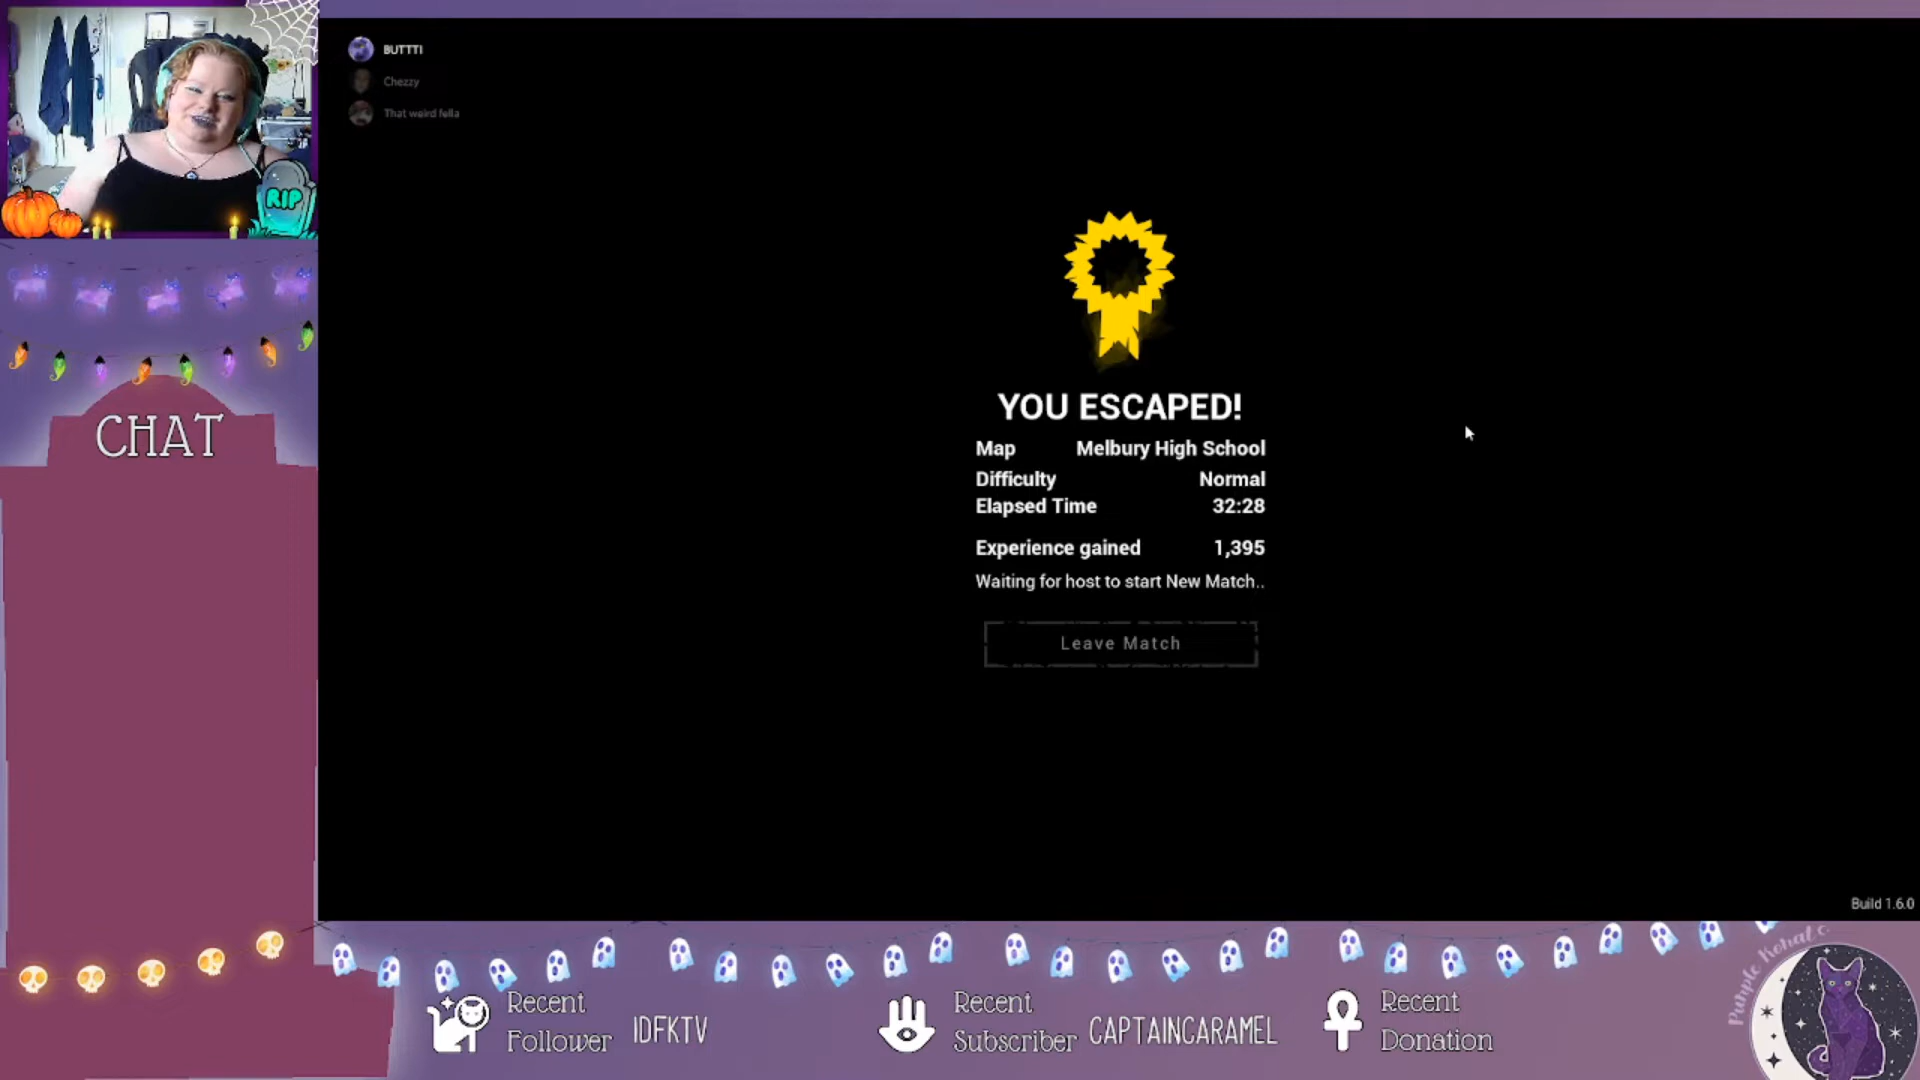 BUTTTI
Chezzy
That weird fella
RIP
CHAT
YOU ESCAPED!
Map Melbury High School
Difficulty Normal
Elapsed Time 32:28
Experience gained 1,395
Waiting for host to start New Match..
Leave Match
Build 1.6.0
Recent Follower IDFKTV
Recent Subscriber CAPTAINCARAMEL
Recent Donation